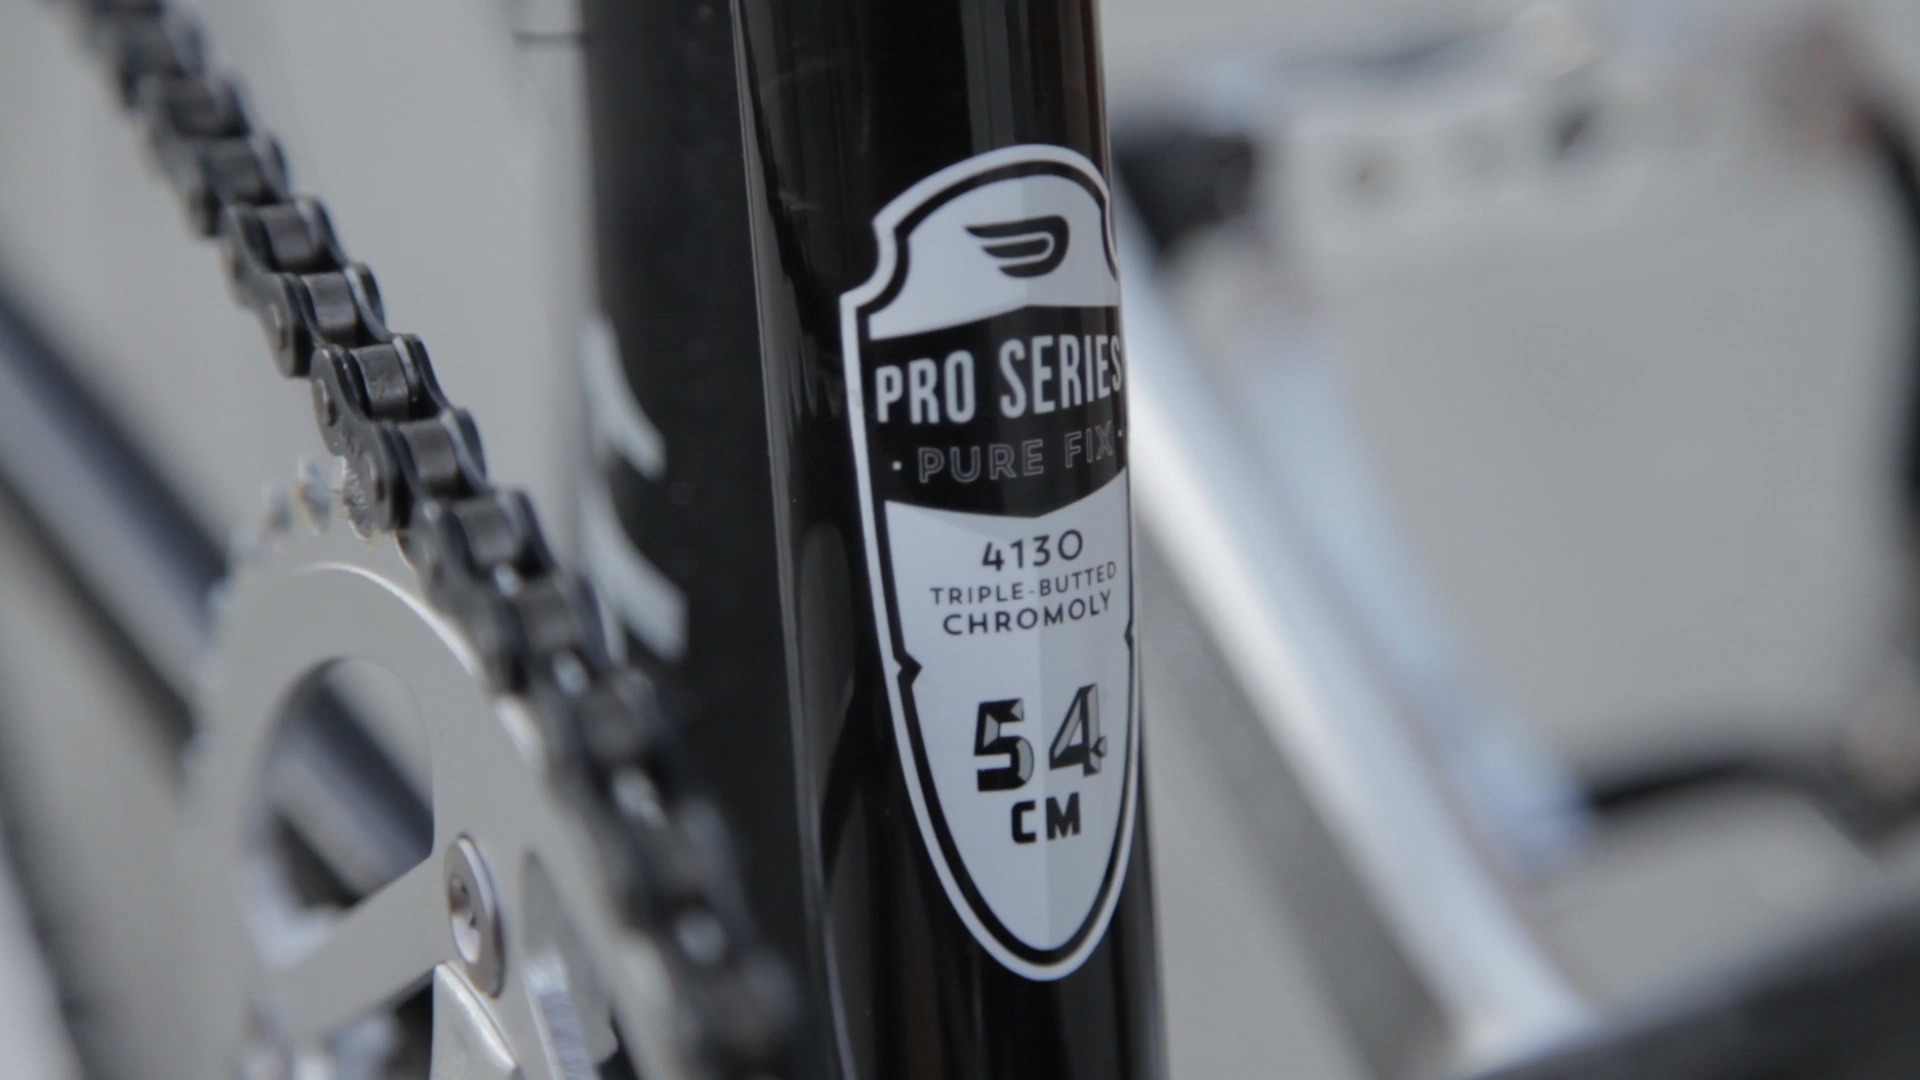 PRO SERIES
· PURE FIX ·
4130
TRIPLE-BUTTED
CHROMOLY
54
CM